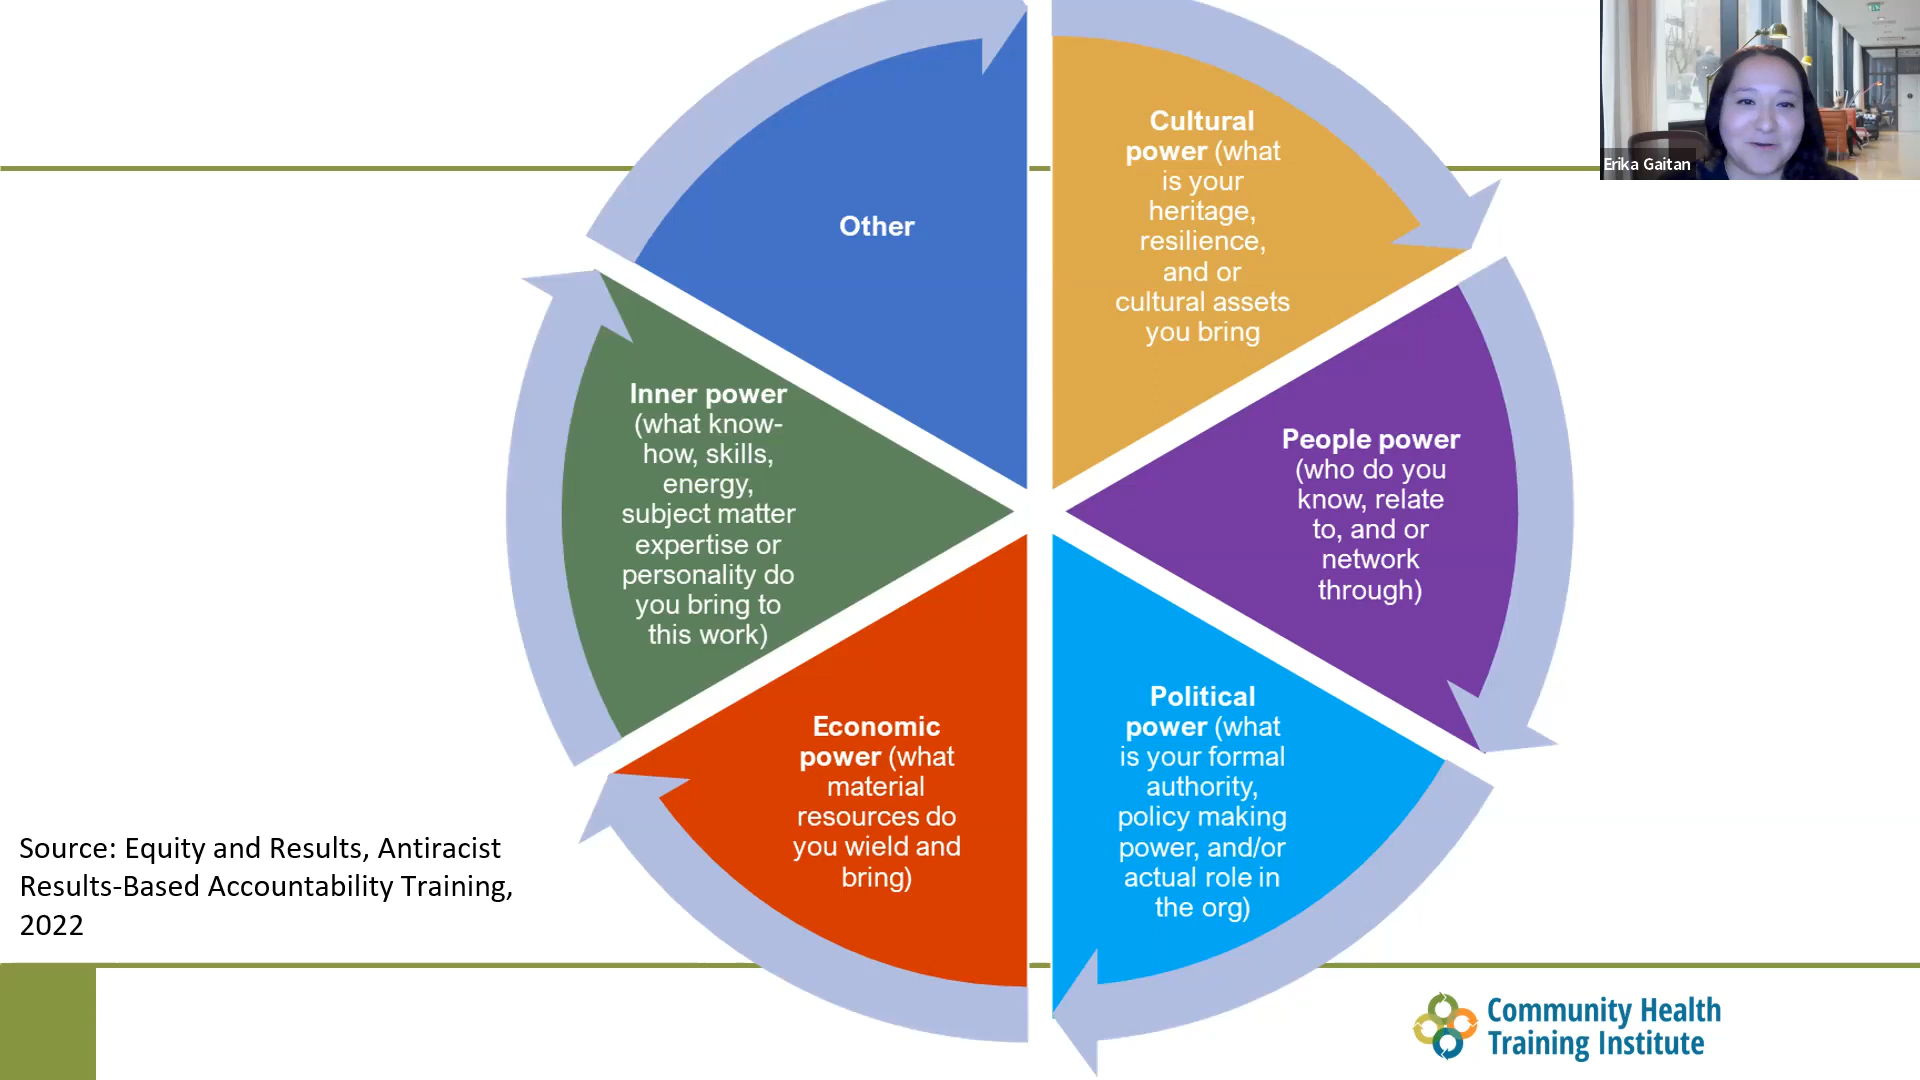 Cultural
power (what
is your
heritage,
resilience,
and or
cultural assets
you bring
Erika Gaitan
Other
Inner power
(what know-
how, skills,
energy,
subject matter
expertise or
personality do
you bring to
this work)
People power
(who do you
know, relate
to, and or
network
through)
Economic
power (what
material
resources do
you wield and
bring)
Political
power (what
is your formal
authority,
policy making
power, and/or
actual role in
the org)
Source: Equity and Results, Antiracist
Results-Based Accountability Training,
2022
Community Health
Training Institute